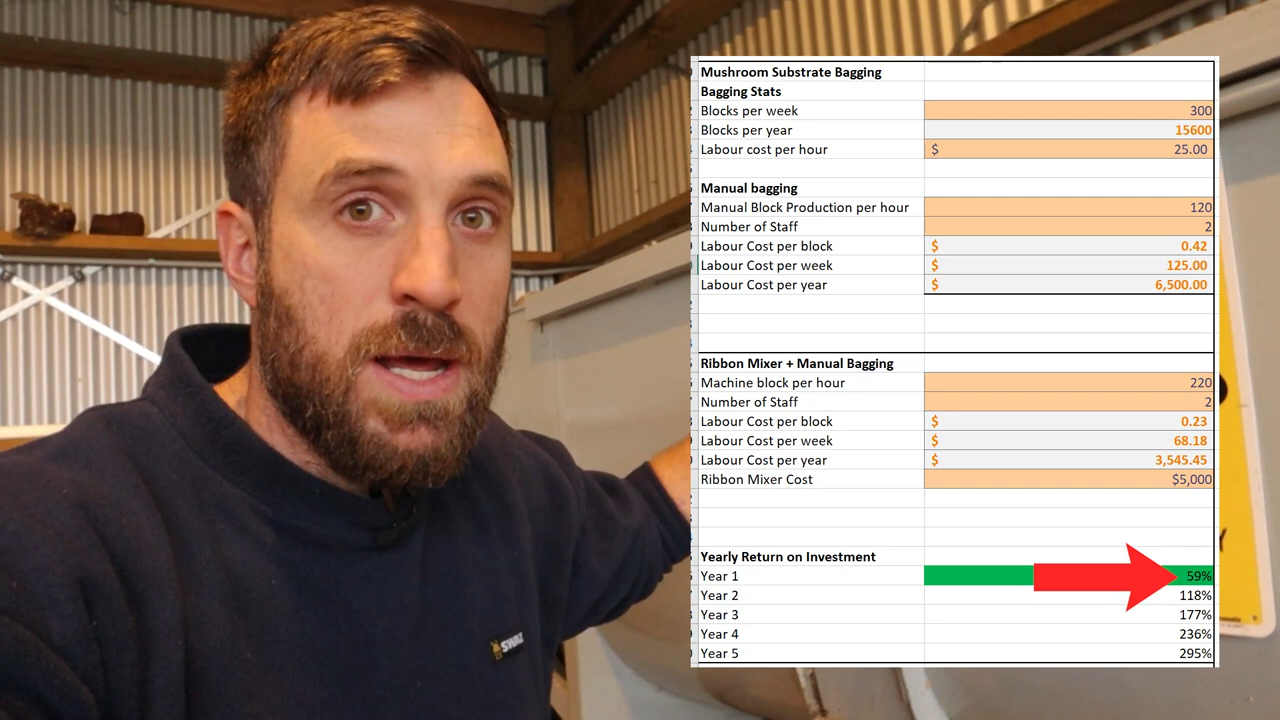 Mushroom Substrate Bagging
Bagging Stats
Blocks per week 300
Blocks per year 15600
Labour cost per hour $ 25.00
Manual bagging
Manual Block Production per hour 120
Number of Staff 2
Labour Cost per block $ 0.42
Labour Cost per week $ 125.00
Labour Cost per year $ 6,500.00
Ribbon Mixer + Manual Bagging
Machine block per hour 220
Number of Staff 2
Labour Cost per block $ 0.23
Labour Cost per week $ 68.18
Labour Cost per year $ 3,545.45
Ribbon Mixer Cost $5,000
Yearly Return on Investment
Year 1 59%
Year 2 118%
Year 3 177%
Year 4 236%
Year 5 295%